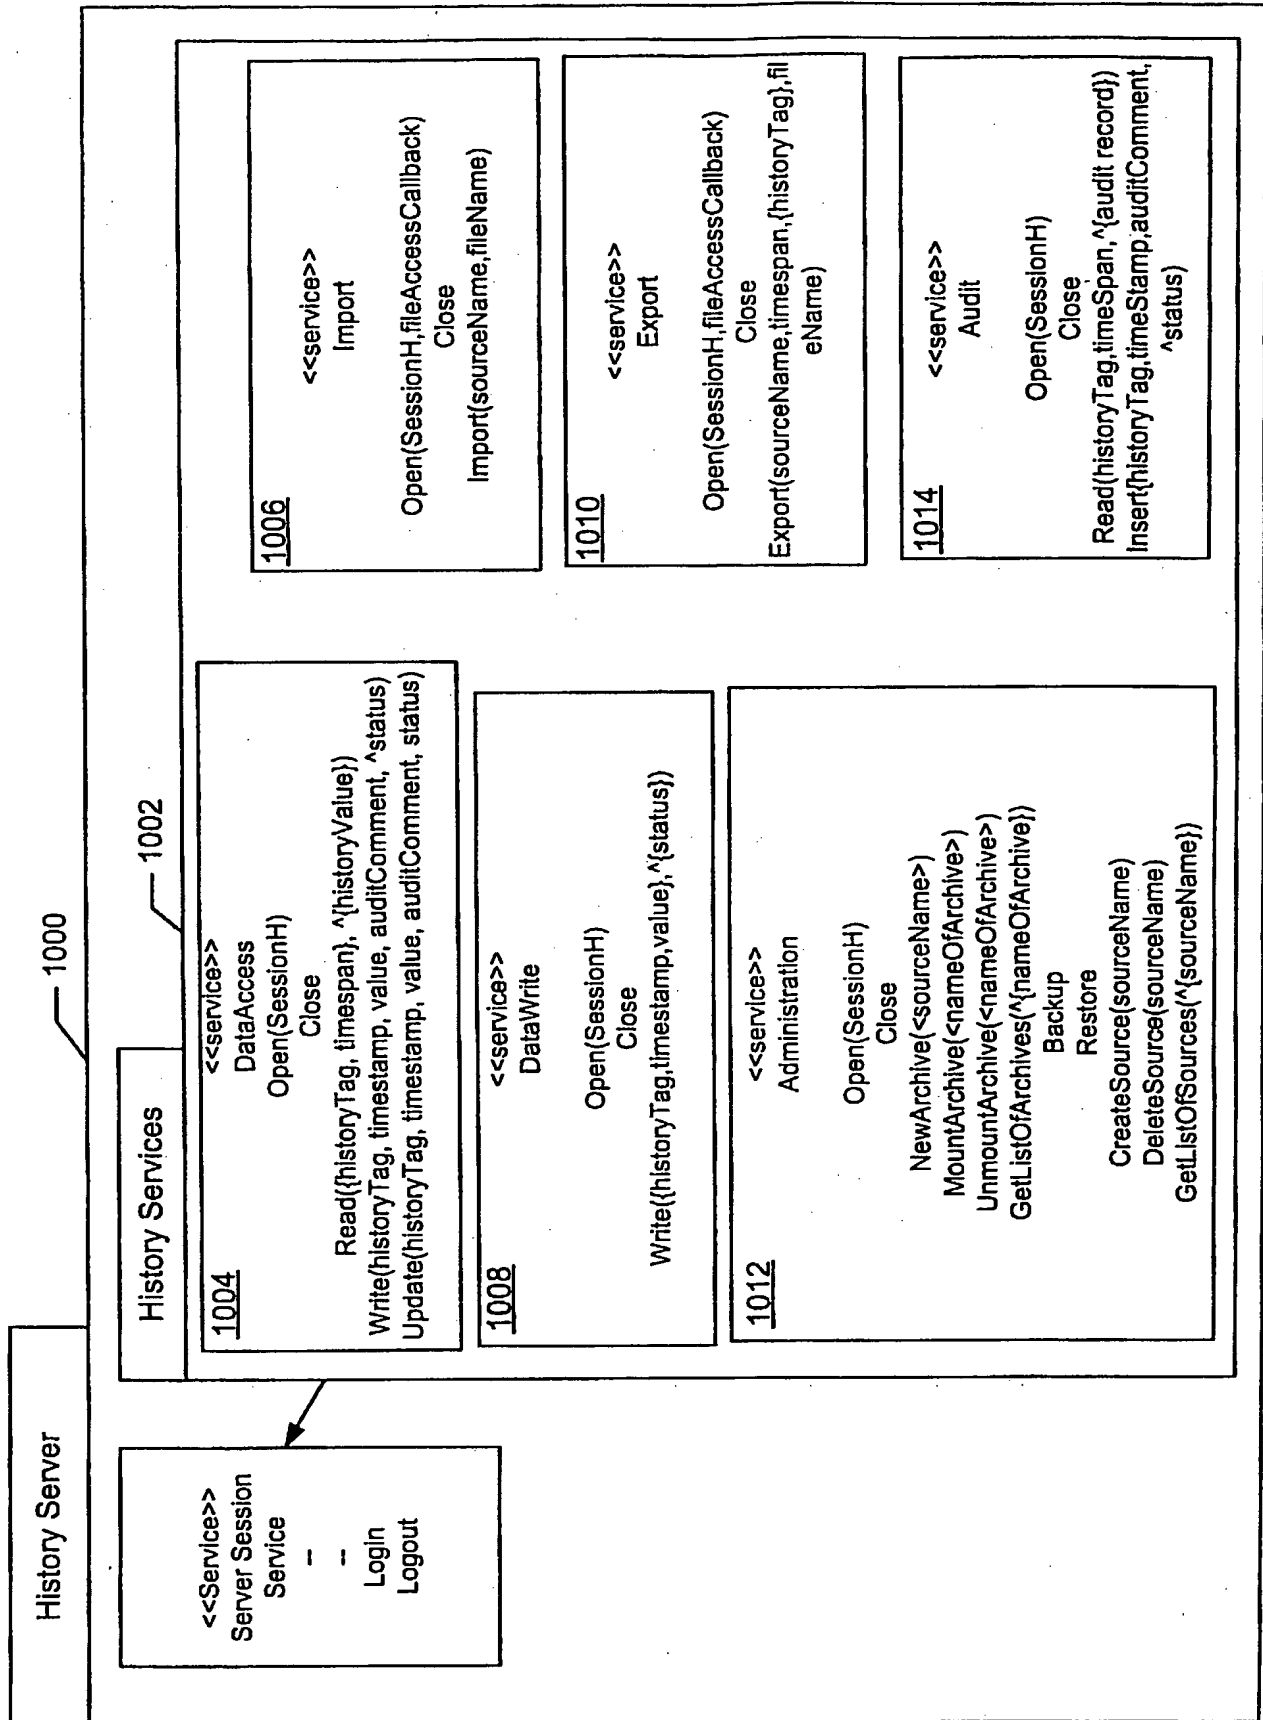 History Server
1000
<<Service>>
Server Session
Service
--
--
Login
Logout
History Services
1002
1004
<<service>>
DataAccess
Open(SessionH)
Close
Read({historyTag, timespan}, ^{historyValue})
Write(historyTag, timestamp, value, auditComment, ^status)
Update(historyTag, timestamp, value, auditComment, status)
1006
<<service>>
Import
Open(SessionH,fileAccessCallback)
Close
Import(sourceName,fileName)
1008
<<service>>
DataWrite
Open(SessionH)
Close
Write({historyTag,timestamp,value},^{status})
1010
<<service>>
Export
Open(SessionH,fileAccessCallback)
Close
Export(sourceName,timespan,{historyTag},fil
eName)
1012
<<service>>
Administration
Open(SessionH)
Close
NewArchive(<sourceName>)
MountArchive(<nameOfArchive>)
UnmountArchive(<nameOfArchive>)
GetListOfArchives(^{nameOfArchive})
Backup
Restore
CreateSource(sourceName)
DeleteSource(sourceName)
GetListOfSources(^{sourceName})
1014
<<service>>
Audit
Open(SessionH)
Close
Read(historyTag,timeSpan,^{audit record})
Insert{historyTag,timeStamp,auditComment,
^status)